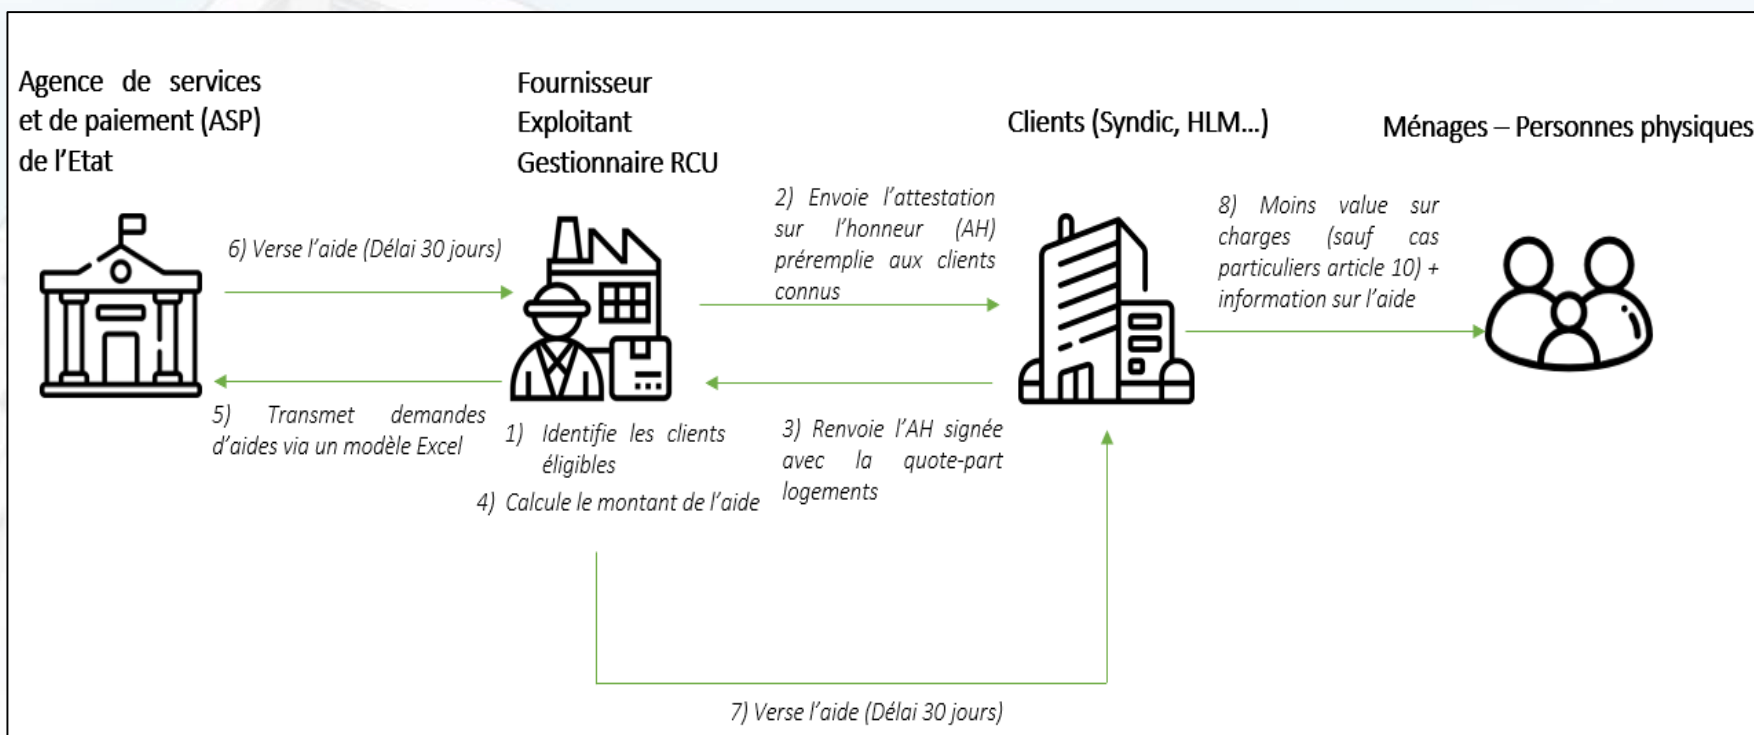 Agence de services
et de paiement (ASP)
de l'Etat
Fournisseur
Exploitant
Gestionnaire RCU
Clients (Syndic, HLM...)
Ménages – Personnes physiques
6) Verse l'aide (Délai 30 jours)
2) Envoie l'attestation
sur l'honneur (AH)
préremplie aux clients
connus
8) Moins value sur
charges (sauf cas
particuliers article 10) +
information sur l'aide
5) Transmet demandes
d'aides via un modèle Excel
1) Identifie les clients
éligibles
4) Calcule le montant de l'aide
3) Renvoie l'AH signée
avec la quote-part
logements
7) Verse l'aide (Délai 30 jours)